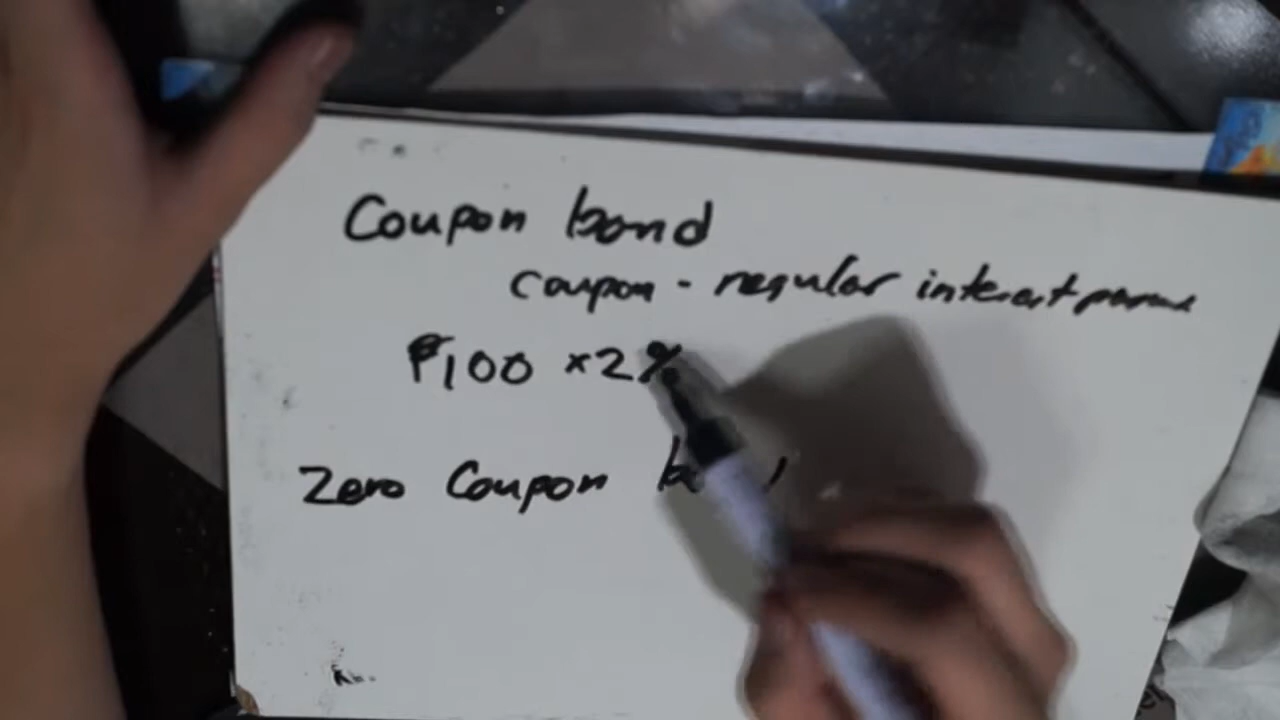 Coupon bond
coupon - regular interest
₱100 × 2%
Zero Coupon